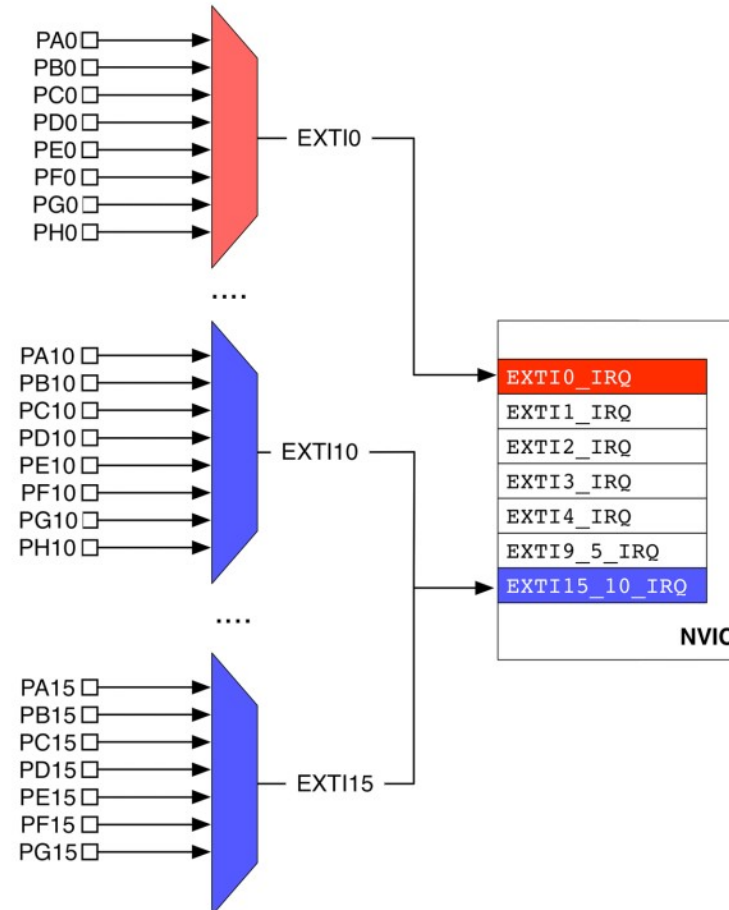 PA0
PB0
PC0
PD0
PE0
PF0
PG0
PH0
EXTI0
....
PA10
PB10
PC10
PD10
PE10
PF10
PG10
PH10
EXTI10
....
PA15
PB15
PC15
PD15
PE15
PF15
PG15
EXTI15
EXTI0_IRQ
EXTI1_IRQ
EXTI2_IRQ
EXTI3_IRQ
EXTI4_IRQ
EXTI9_5_IRQ
EXTI15_10_IRQ
NVIC